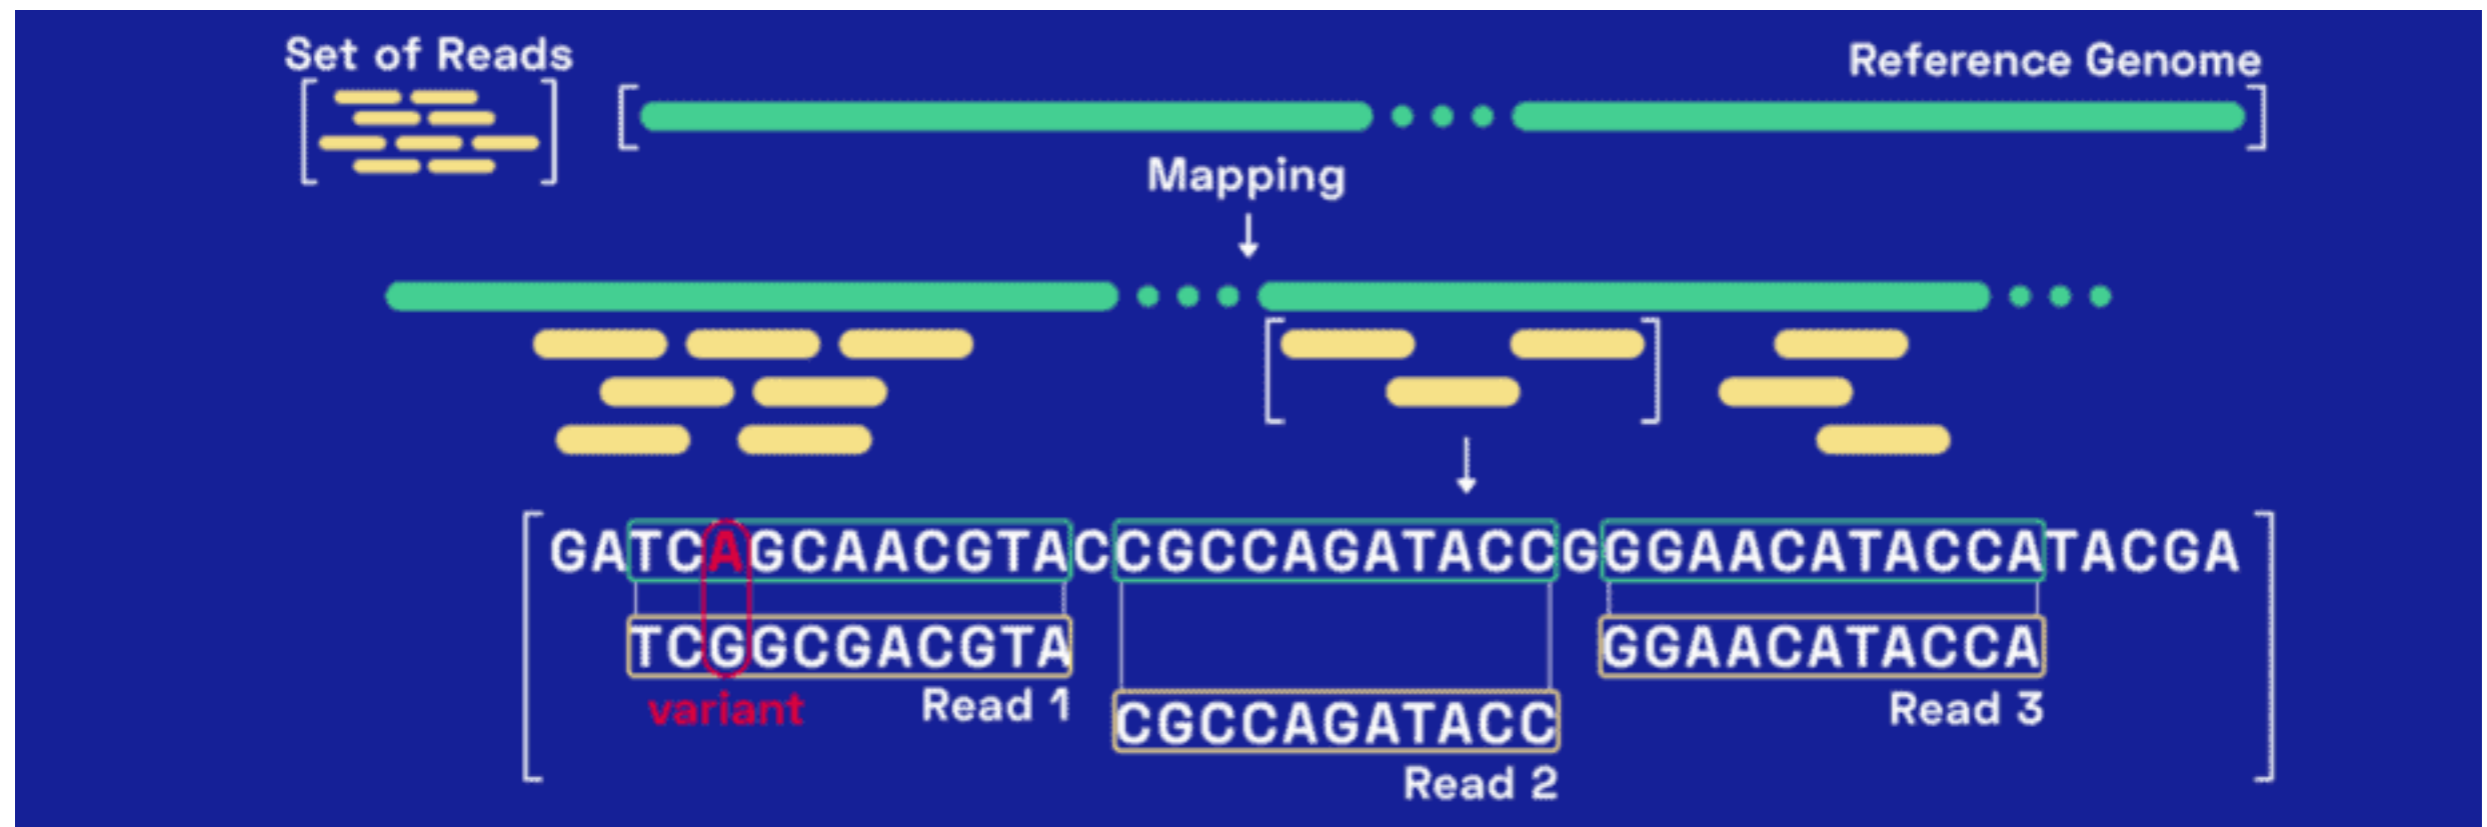 Set of Reads
Reference Genome
Mapping
GATCAGCAACGTACCGCCAGATACCGGGAACATACCATACGA
TCGGCGACGTA
GGAACATACCA
variant
Read 1
Read 3
CGCCAGATACC
Read 2